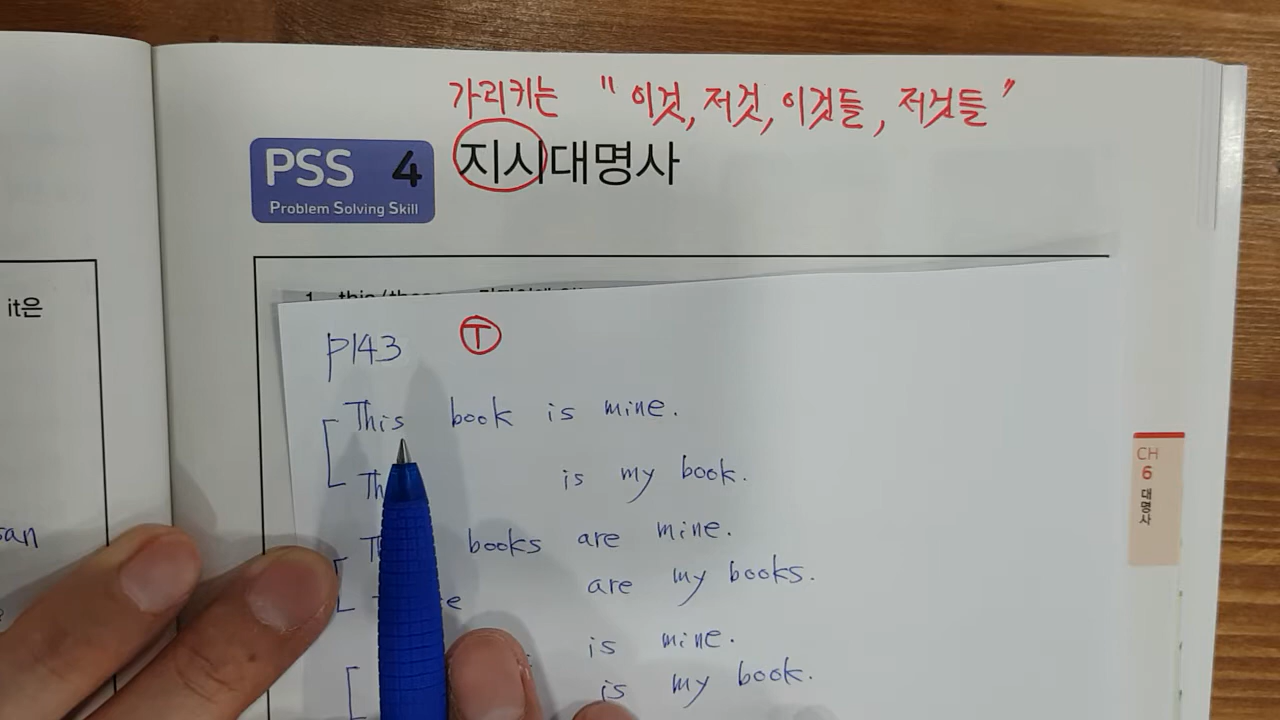 가리키는 "이것, 저것, 이것들, 저것들"
PSS 4 지시대명사
Problem Solving Skill
it은
P143 Ⓣ
This book is mine.
is my book.
books are mine.
are my books.
is mine.
is my book.
CH
6
대명사